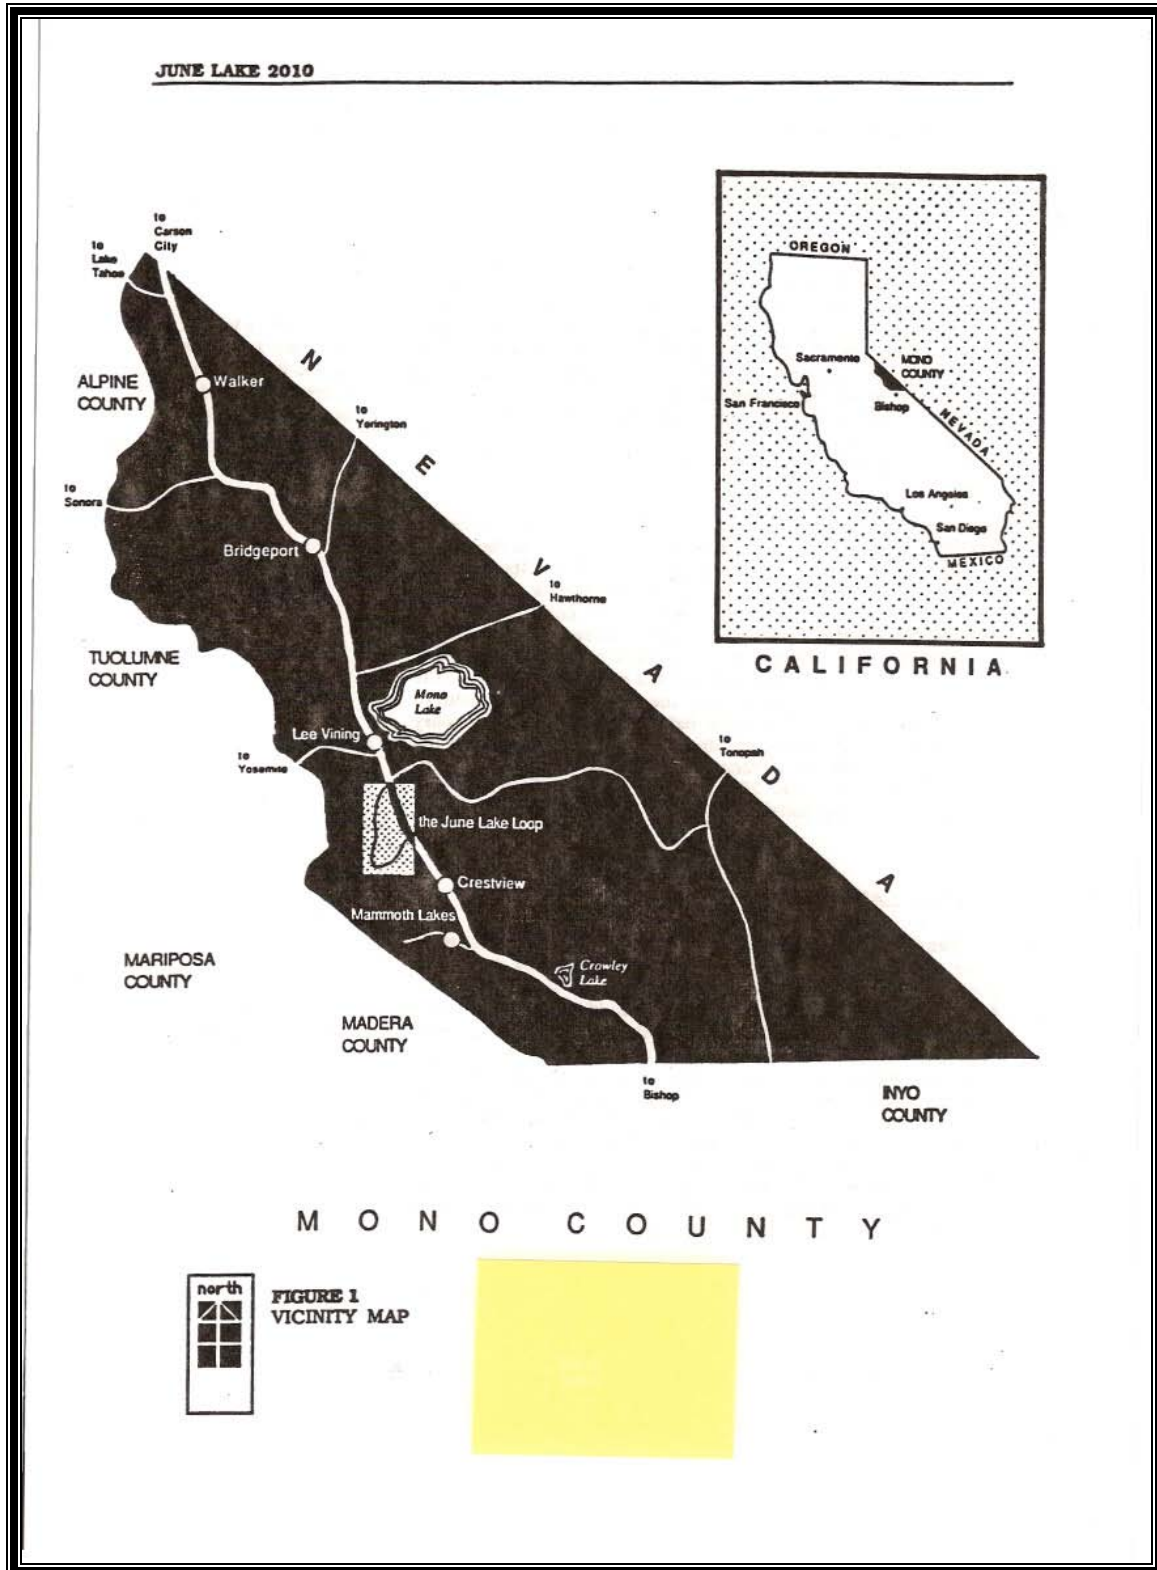 JUNE LAKE 2010
to
Carson
City
to
Lake
Tahoe
OREGON
Sacramento
MONO
COUNTY
San Francisco
Bishop
NEVADA
Los Angeles
San Diego
MEXICO
CALIFORNIA
N E V A D A
ALPINE
COUNTY
Walker
to
Yerington
to
Sonora
Bridgeport
to
Hawthorne
TUOLUMNE
COUNTY
Mono
Lake
Lee Vining
to
Yosemite
to
Tonopah
the June Lake Loop
Crestview
Mammoth Lakes
MARIPOSA
COUNTY
Crowley
Lake
MADERA
COUNTY
to
Bishop
INYO
COUNTY
MONO COUNTY
north
FIGURE 1
VICINITY MAP